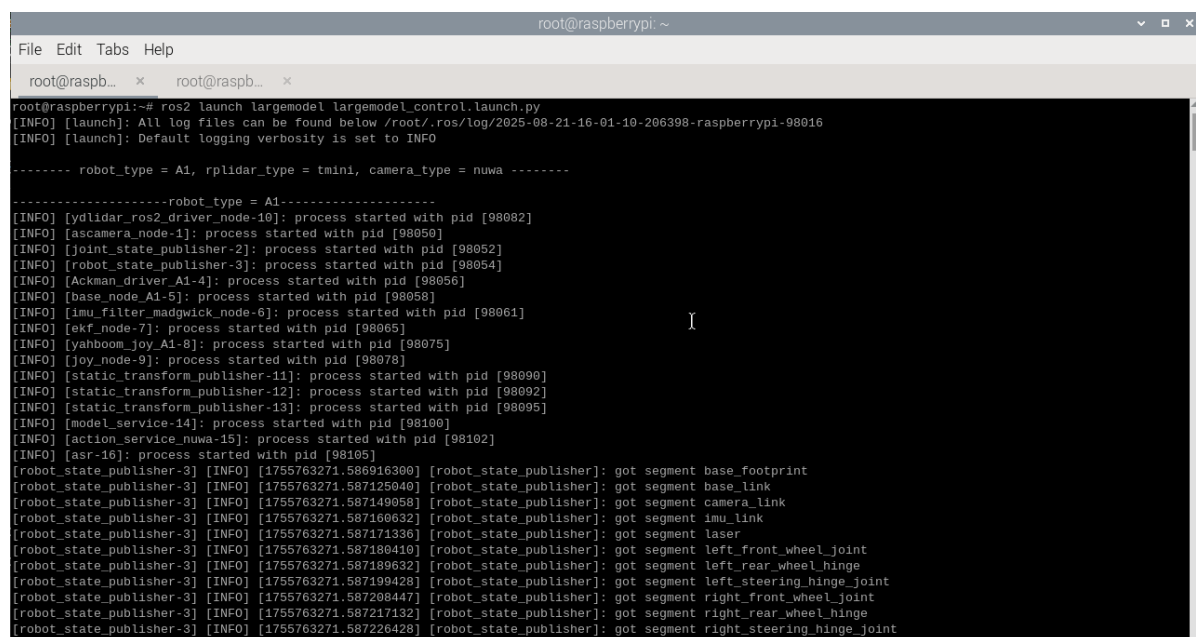 root@raspberrypi: ~
File Edit Tabs Help
root@raspb... × root@raspb... ×
root@raspberrypi:~# ros2 launch largemodel largemodel_control.launch.py
[INFO] [launch]: All log files can be found below /root/.ros/log/2025-08-21-16-01-10-206398-raspberrypi-98016
[INFO] [launch]: Default logging verbosity is set to INFO
-------- robot_type = A1, rplidar_type = tmini, camera_type = nuwa --------
---------------------robot_type = A1---------------------
[INFO] [ydlidar_ros2_driver_node-10]: process started with pid [98082]
[INFO] [ascamera_node-1]: process started with pid [98050]
[INFO] [joint_state_publisher-2]: process started with pid [98052]
[INFO] [robot_state_publisher-3]: process started with pid [98054]
[INFO] [Ackman_driver_A1-4]: process started with pid [98056]
[INFO] [base_node_A1-5]: process started with pid [98058]
[INFO] [imu_filter_madgwick_node-6]: process started with pid [98061]
[INFO] [ekf_node-7]: process started with pid [98065]
[INFO] [yahboom_joy_A1-8]: process started with pid [98075]
[INFO] [joy_node-9]: process started with pid [98078]
[INFO] [static_transform_publisher-11]: process started with pid [98090]
[INFO] [static_transform_publisher-12]: process started with pid [98092]
[INFO] [static_transform_publisher-13]: process started with pid [98095]
[INFO] [model_service-14]: process started with pid [98100]
[INFO] [action_service_nuwa-15]: process started with pid [98102]
[INFO] [asr-16]: process started with pid [98105]
[robot_state_publisher-3] [INFO] [1755763271.586916300] [robot_state_publisher]: got segment base_footprint
[robot_state_publisher-3] [INFO] [1755763271.587125040] [robot_state_publisher]: got segment base_link
[robot_state_publisher-3] [INFO] [1755763271.587149058] [robot_state_publisher]: got segment camera_link
[robot_state_publisher-3] [INFO] [1755763271.587160632] [robot_state_publisher]: got segment imu_link
[robot_state_publisher-3] [INFO] [1755763271.587171336] [robot_state_publisher]: got segment laser
[robot_state_publisher-3] [INFO] [1755763271.587180410] [robot_state_publisher]: got segment left_front_wheel_joint
[robot_state_publisher-3] [INFO] [1755763271.587189632] [robot_state_publisher]: got segment left_rear_wheel_hinge
[robot_state_publisher-3] [INFO] [1755763271.587199428] [robot_state_publisher]: got segment left_steering_hinge_joint
[robot_state_publisher-3] [INFO] [1755763271.587208447] [robot_state_publisher]: got segment right_front_wheel_joint
[robot_state_publisher-3] [INFO] [1755763271.587217132] [robot_state_publisher]: got segment right_rear_wheel_hinge
[robot_state_publisher-3] [INFO] [1755763271.587226428] [robot_state_publisher]: got segment right_steering_hinge_joint